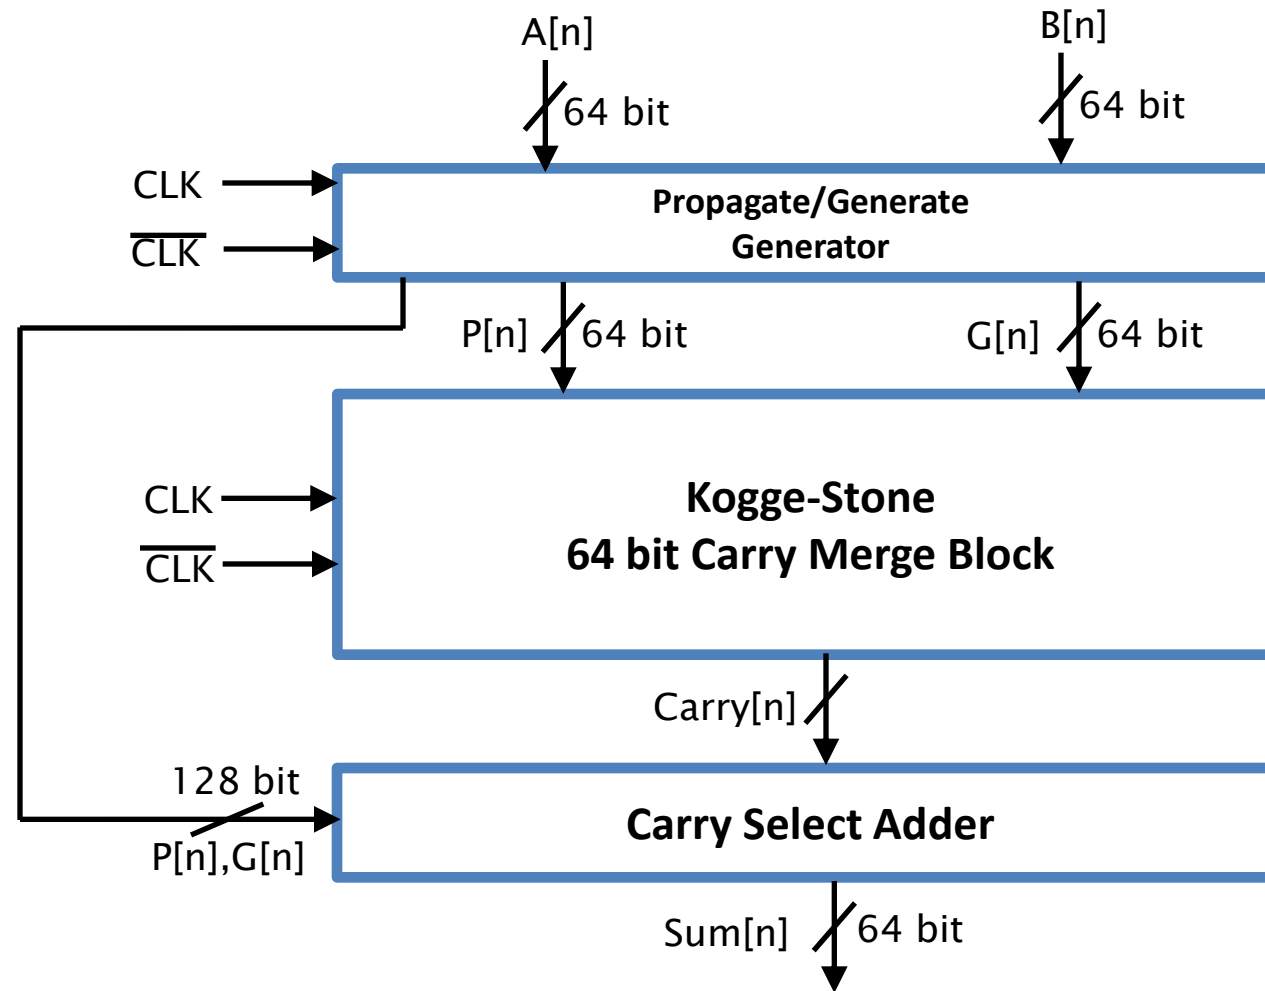 A[n]
B[n]
64 bit
64 bit
CLK
Propagate/Generate
Generator
CLK
P[n]
64 bit
G[n]
64 bit
CLK
Kogge-Stone
64 bit Carry Merge Block
CLK
Carry[n]
128 bit
Carry Select Adder
P[n],G[n]
Sum[n]
64 bit